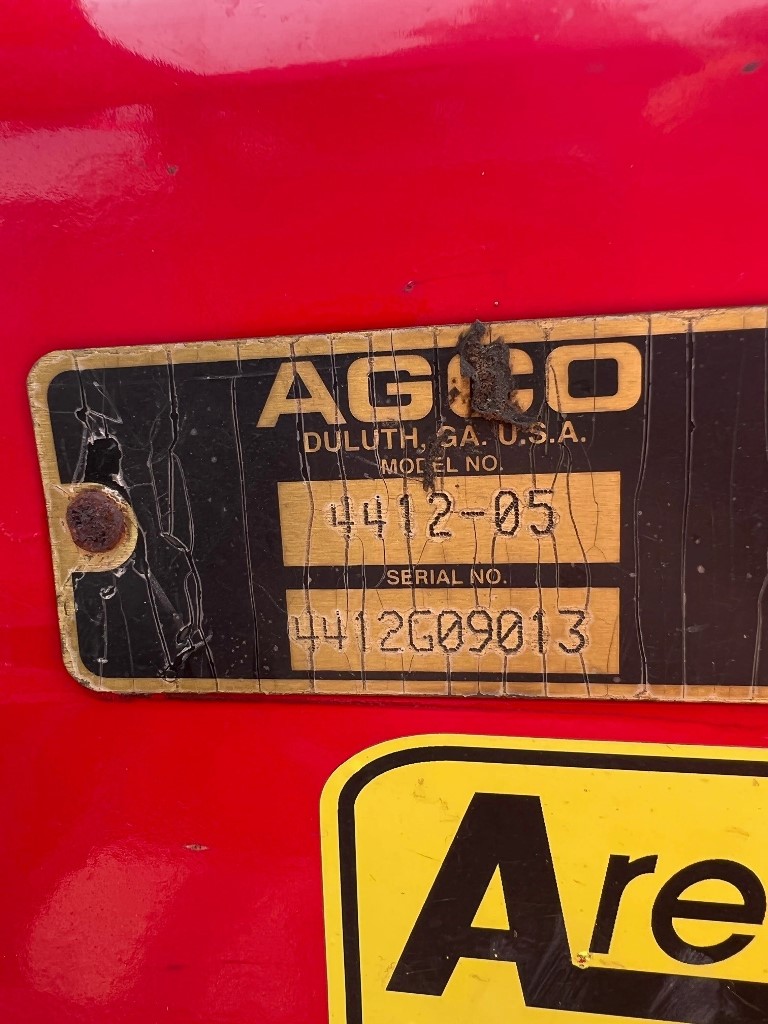 AGCO
DULUTH, GA. U.S.A.
MODEL NO.
4412-05
SERIAL NO.
4412G09013
Are